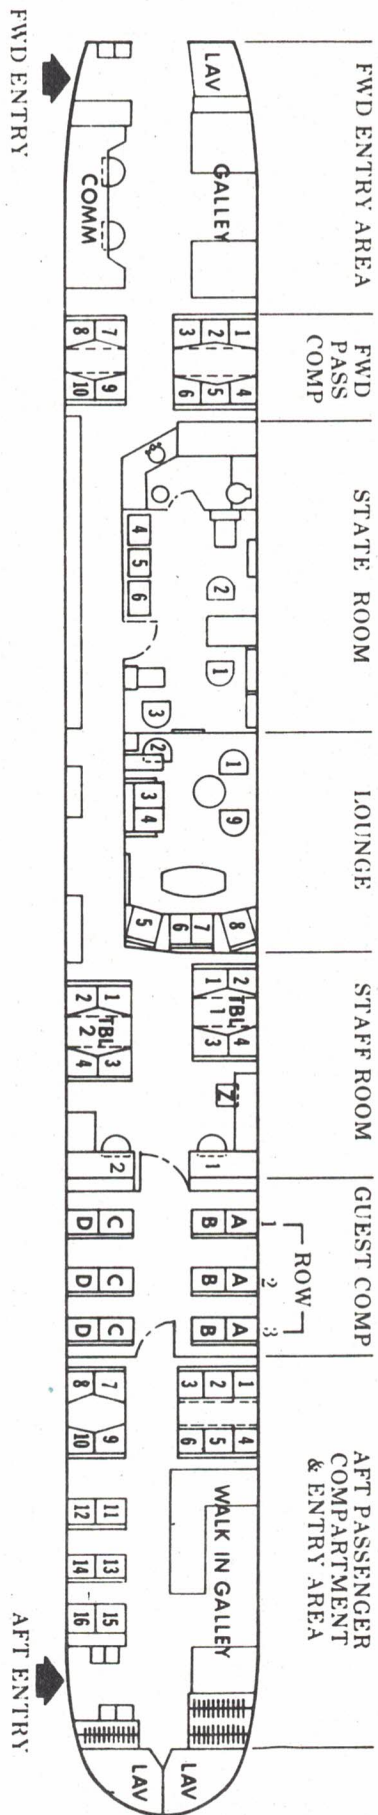 FWD ENTRY AREA
FWD
PASS
COMP
STATE ROOM
LOUNGE
STAFF ROOM
GUEST COMP
AFT PASSENGER
COMPARTMENT
& ENTRY AREA
LAV
GALLEY
COMM
1 4
2 5
3 6
7 9
8 10
2
1
4 5 6
3
1
9
2
3
4
8
7
6
5
2 4
TBL
1
1 3
1 3
TBL
2
2 4
Z
1
2
ROW
1 2 3
A A A
B B B
C C C
D D D
1 4
2 5
3 6
7 9
8 10
11 13 15
12 14 16
WALK IN GALLEY
LAV
LAV
FWD ENTRY
AFT ENTRY